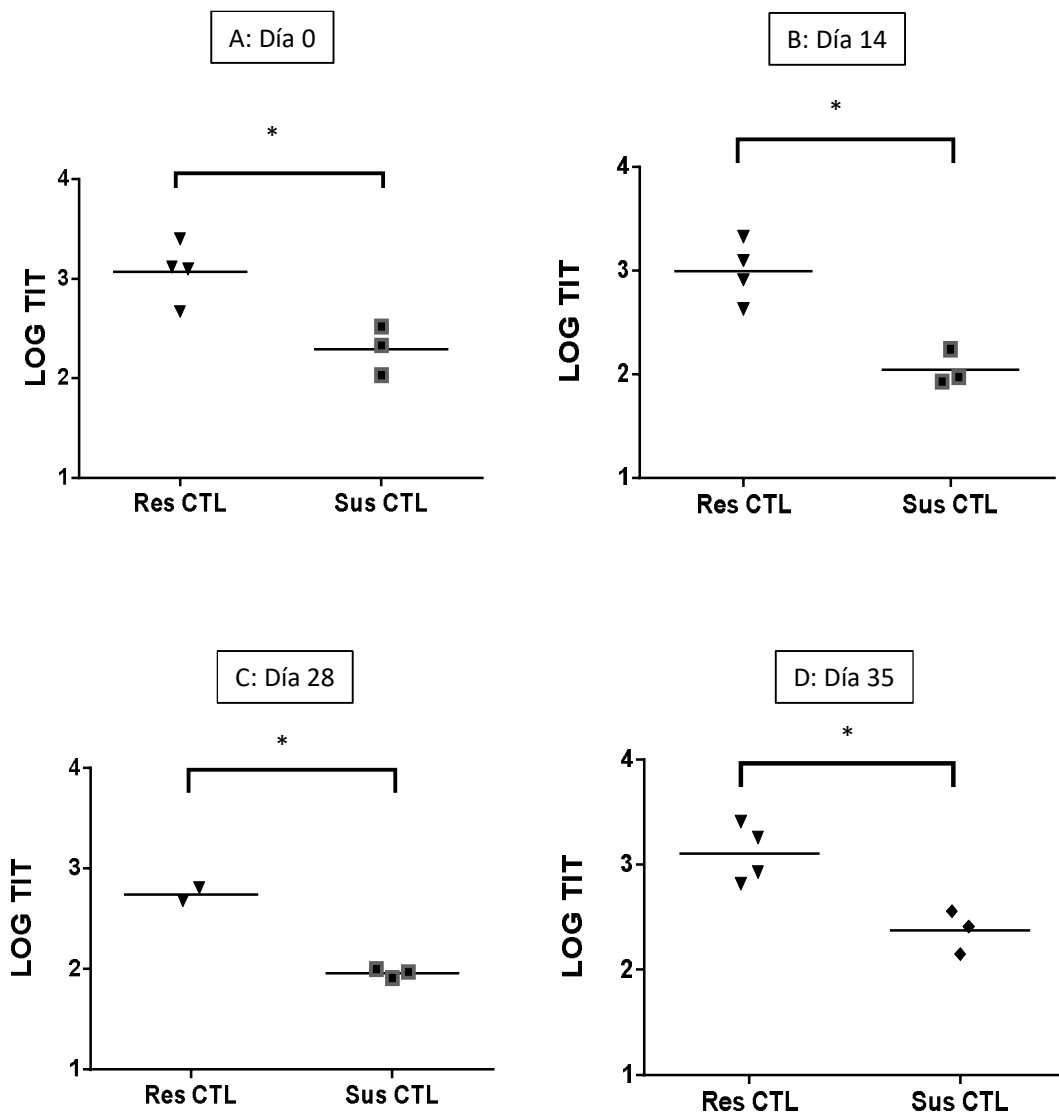 A: Día 0
*
4
3
2
1
LOG TIT
Res CTL
Sus CTL
B: Día 14
*
4
3
2
1
LOG TIT
Res CTL
Sus CTL
C: Día 28
*
4
3
2
1
LOG TIT
Res CTL
Sus CTL
D: Día 35
*
4
3
2
1
LOG TIT
Res CTL
Sus CTL